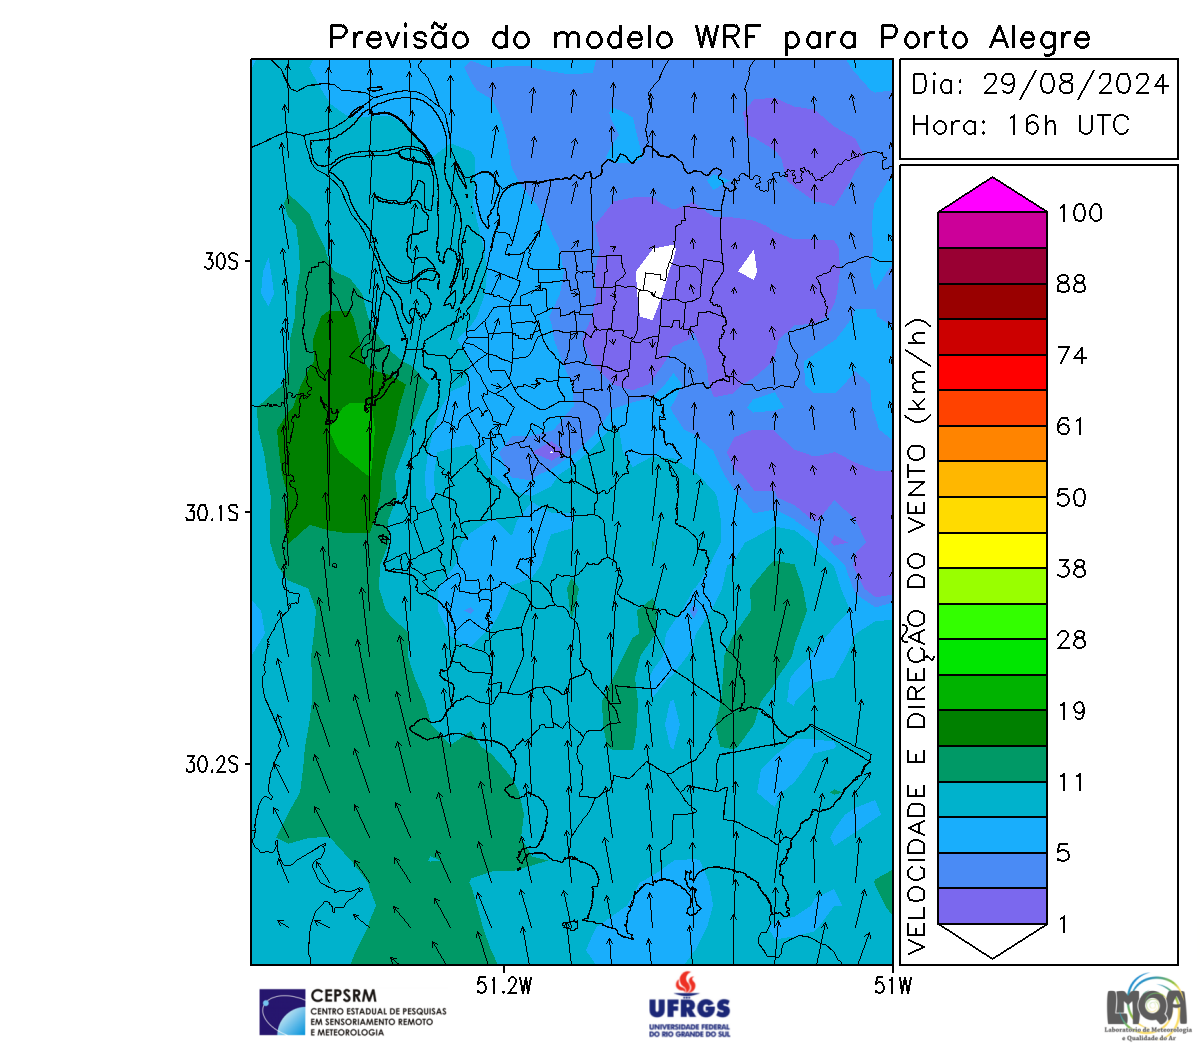 Previsão do modelo WRF para Porto Alegre
Dia: 29/08/2024
Hora: 16h UTC
100
88
74
61
50
38
28
19
11
5
1
VELOCIDADE E DIREÇÃO DO VENTO (km/h)
30S
30.1S
30.2S
51.2W
51W
CEPSRM
CENTRO ESTADUAL DE PESQUISAS
EM SENSORIAMENTO REMOTO
E METEOROLOGIA
UFRGS
UNIVERSIDADE FEDERAL
DO RIO GRANDE DO SUL
LMQA
Laboratório de Meteorologia
e Qualidade do Ar